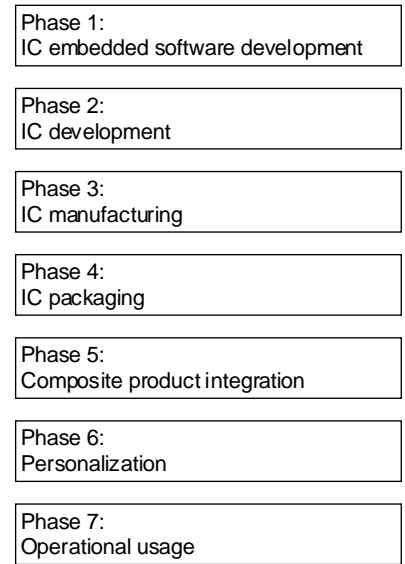 Phase 1:
IC embedded software development
Phase 2:
IC development
Phase 3:
IC manufacturing
Phase 4:
IC packaging
Phase 5:
Composite product integration
Phase 6:
Personalization
Phase 7:
Operational usage